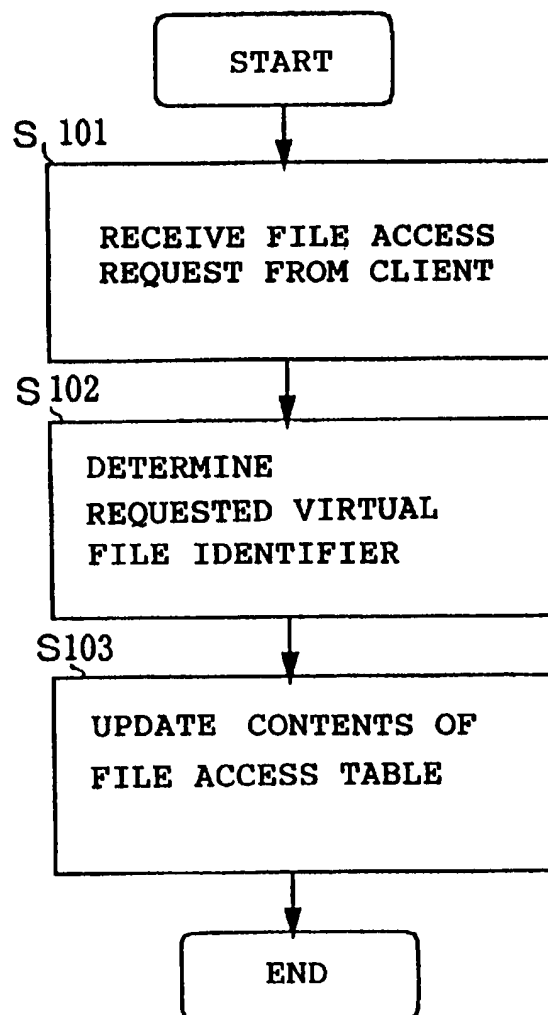 START
S 101
RECEIVE FILE ACCESS
REQUEST FROM CLIENT
S102
DETERMINE
REQUESTED VIRTUAL
FILE IDENTIFIER
S103
UPDATE CONTENTS OF
FILE ACCESS TABLE
END